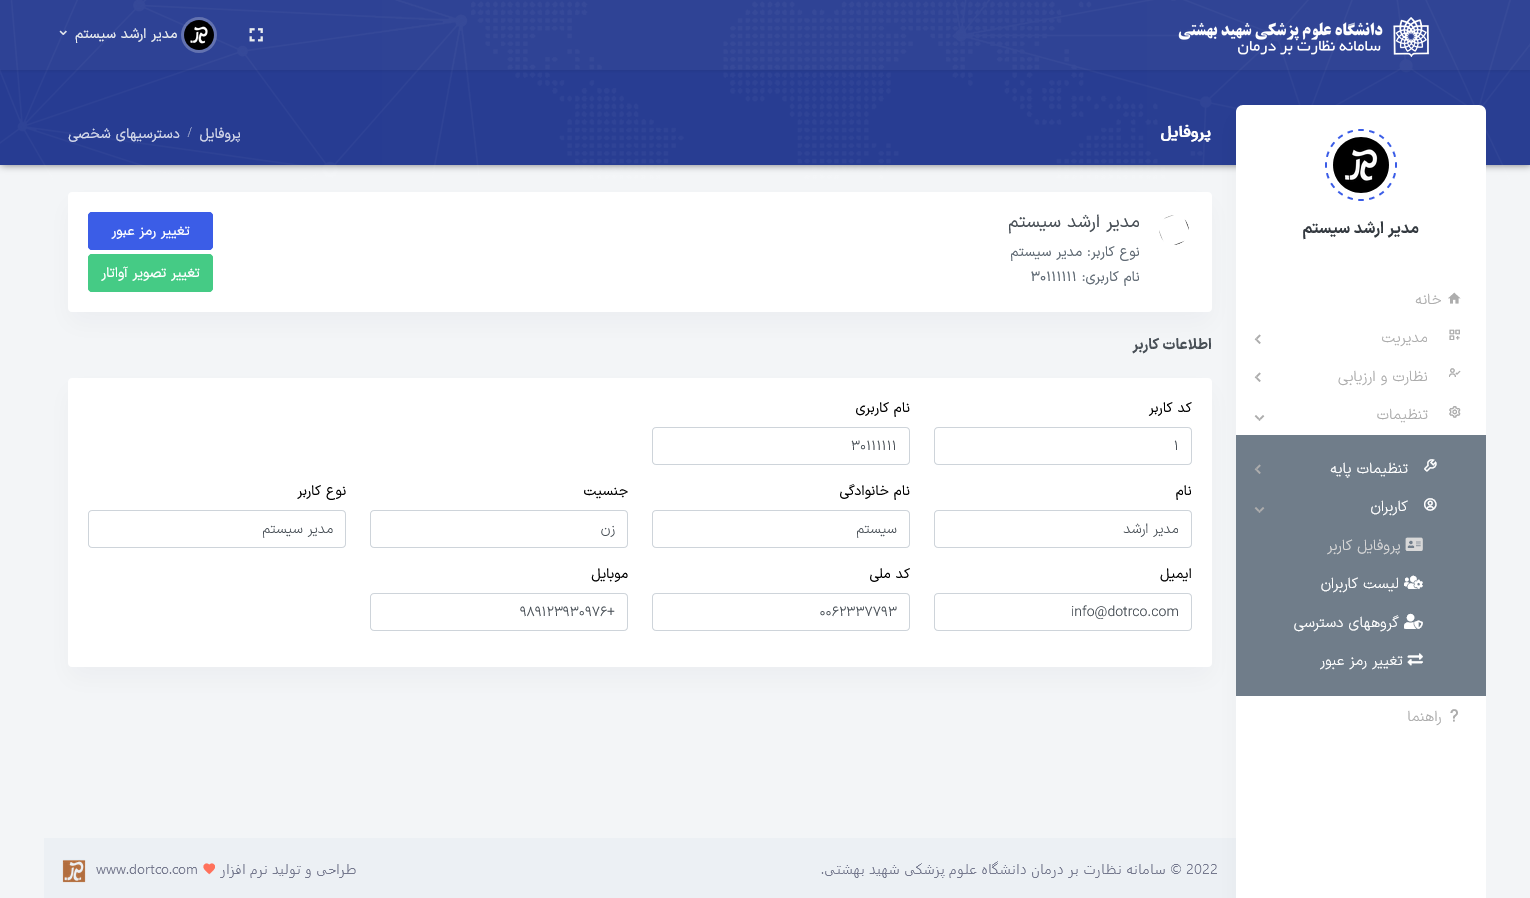 دانشگاه علوم پزشکی شهید بهشتی
سامانه نظارت بر درمان
مدیر ارشد سیستم
پروفایل
پروفایل / دسترسیهای شخصی
مدیر ارشد سیستم
خانه
مدیریت
نظارت و ارزیابی
تنظیمات
تنظیمات پایه
کاربران
پروفایل کاربر
لیست کاربران
گروههای دسترسی
تغییر رمز عبور
راهنما
مدیر ارشد سیستم
نوع کاربر: مدیر سیستم
نام کاربری: ۳۰۱۱۱۱۱۱
تغییر رمز عبور
تغییر تصویر آواتار
اطلاعات کاربر
کد کاربر
۱
نام کاربری
۳۰۱۱۱۱۱۱
نام
مدیر ارشد
نام خانوادگی
سیستم
جنسیت
زن
نوع کاربر
مدیر سیستم
ایمیل
info@dotrco.com
کد ملی
۰۰۶۲۳۳۷۷۹۳
موبایل
+۹۸۹۱۲۳۹۳۰۹۷۶
2022 © سامانه نظارت بر درمان دانشگاه علوم پزشکی شهید بهشتی.
طراحی و تولید نرم افزار ♥ www.dortco.com